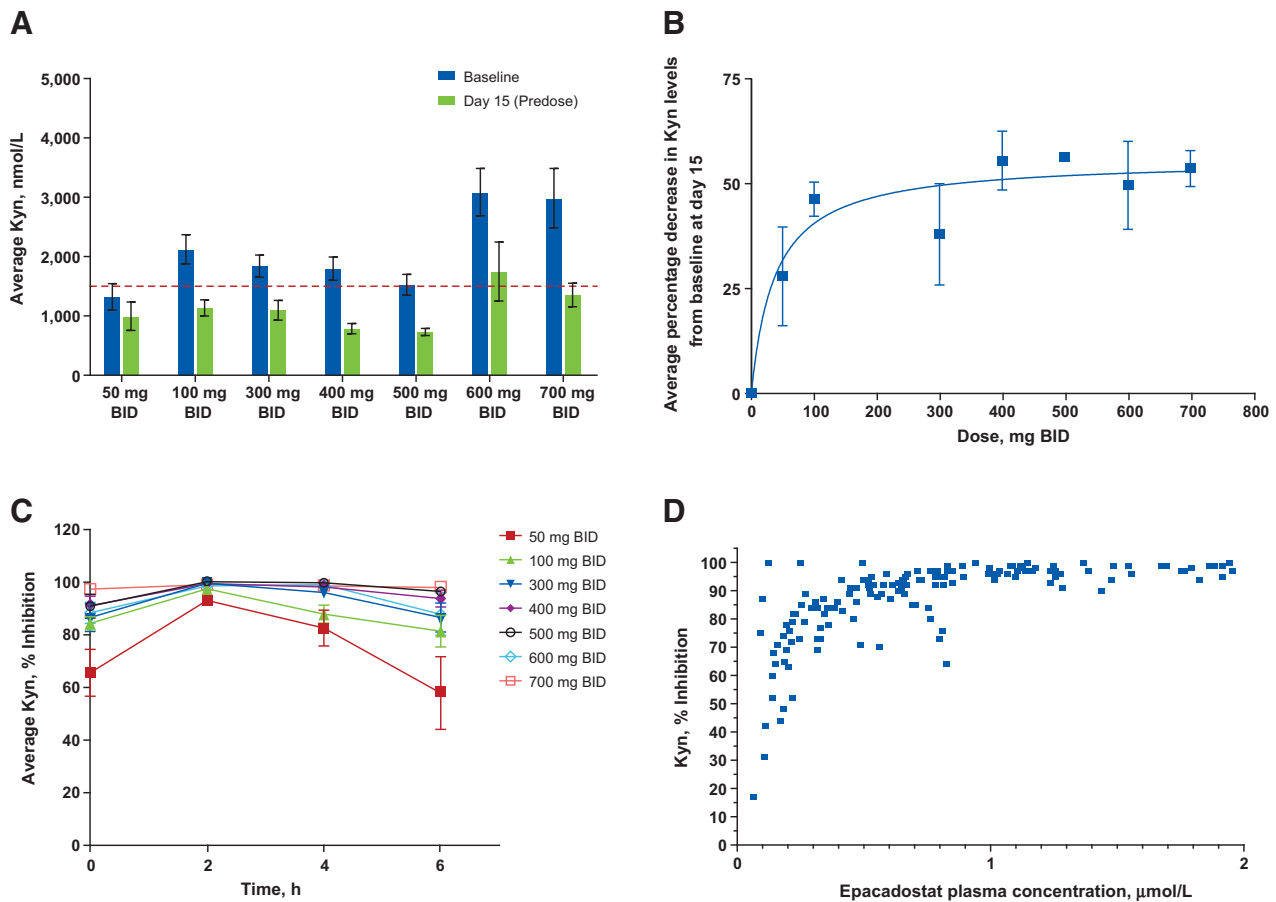 A
5,000
4,000
3,000
2,000
1,000
0
Average Kyn, nmol/L
Baseline
Day 15 (Predose)
50 mg BID
100 mg BID
300 mg BID
400 mg BID
500 mg BID
600 mg BID
700 mg BID
B
75
50
25
0
Average percentage decrease in Kyn levels
from baseline at day 15
0 100 200 300 400 500 600 700 800
Dose, mg BID
C
120
100
80
60
40
20
0
Average Kyn, % Inhibition
0 2 4 6
Time, h
50 mg BID
100 mg BID
300 mg BID
400 mg BID
500 mg BID
600 mg BID
700 mg BID
D
100
90
80
70
60
50
40
30
20
10
0
Kyn, % Inhibition
0 1 2
Epacadostat plasma concentration, μmol/L